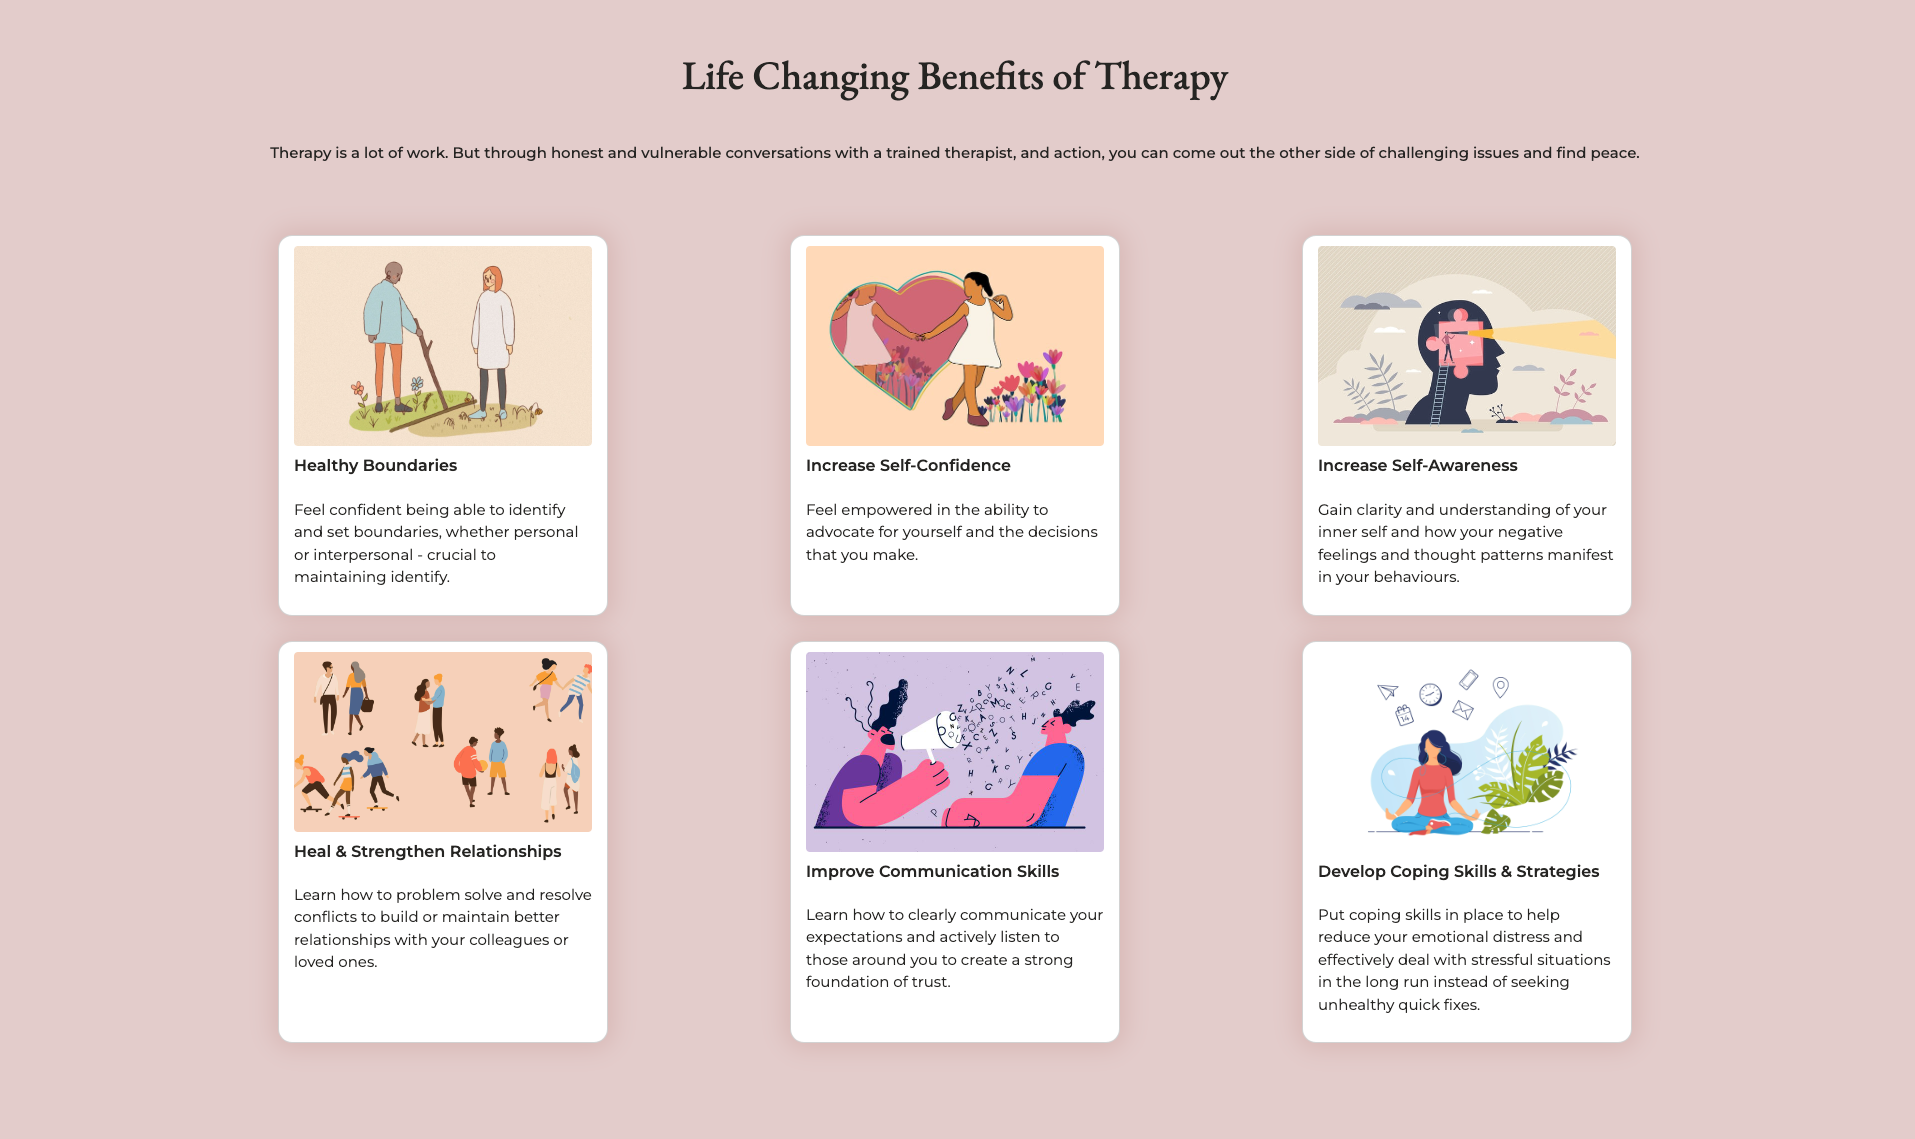 Life Changing Benefits of Therapy
Therapy is a lot of work. But through honest and vulnerable conversations with a trained therapist, and action, you can come out the other side of challenging issues and find peace.
Healthy Boundaries
Feel confident being able to identify
and set boundaries, whether personal
or interpersonal - crucial to
maintaining identify.
Increase Self-Confidence
Feel empowered in the ability to
advocate for yourself and the decisions
that you make.
Increase Self-Awareness
Gain clarity and understanding of your
inner self and how your negative
feelings and thought patterns manifest
in your behaviours.
Heal & Strengthen Relationships
Learn how to problem solve and resolve
conflicts to build or maintain better
relationships with your colleagues or
loved ones.
Improve Communication Skills
Learn how to clearly communicate your
expectations and actively listen to
those around you to create a strong
foundation of trust.
14
Develop Coping Skills & Strategies
Put coping skills in place to help
reduce your emotional distress and
effectively deal with stressful situations
in the long run instead of seeking
unhealthy quick fixes.